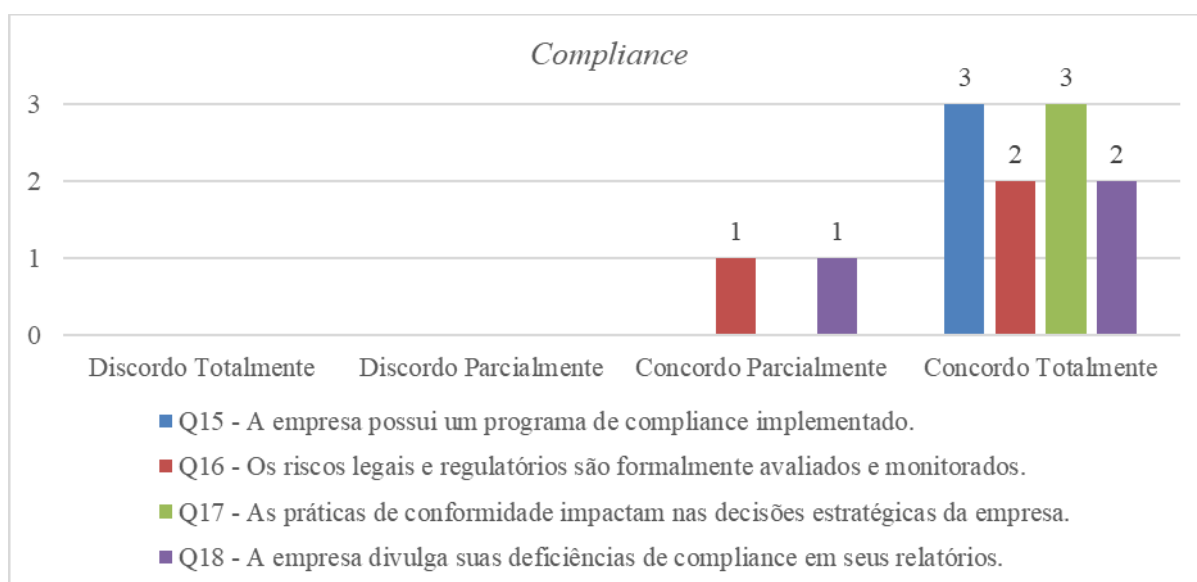 Compliance
3 3
3
2 2
2
1 1
1
0
Discordo Totalmente Discordo Parcialmente Concordo Parcialmente Concordo Totalmente
Q15 - A empresa possui um programa de compliance implementado.
Q16 - Os riscos legais e regulatórios são formalmente avaliados e monitorados.
Q17 - As práticas de conformidade impactam nas decisões estratégicas da empresa.
Q18 - A empresa divulga suas deficiências de compliance em seus relatórios.